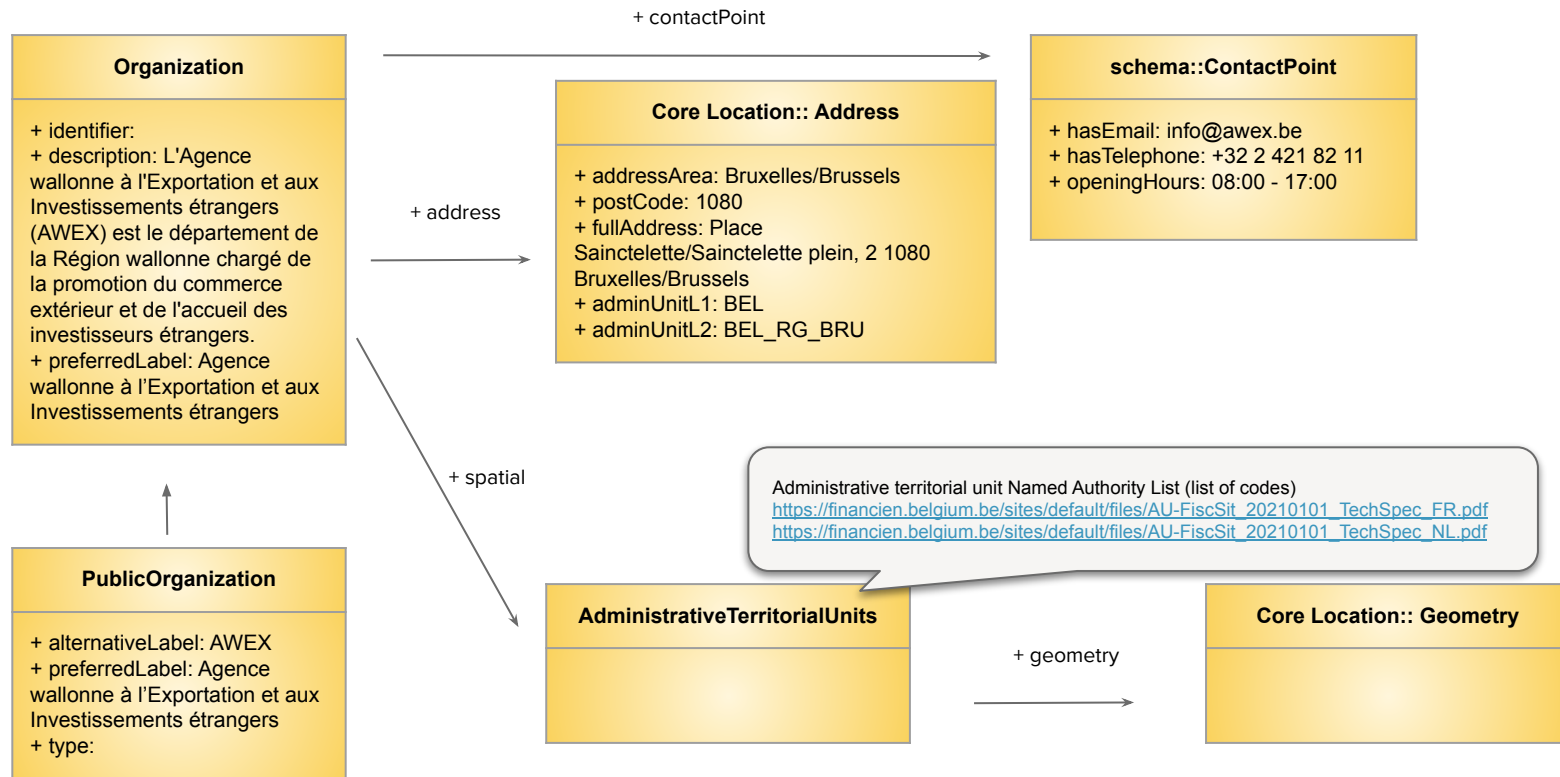 + contactPoint
Organization
+ identifier:
+ description: L'Agence
wallonne à l'Exportation et aux
Investissements étrangers
(AWEX) est le département de
la Région wallonne chargé de
la promotion du commerce
extérieur et de l'accueil des
investisseurs étrangers.
+ preferredLabel: Agence
wallonne à l’Exportation et aux
Investissements étrangers
+ address
Core Location:: Address
+ addressArea: Bruxelles/Brussels
+ postCode: 1080
+ fullAddress: Place
Sainctelette/Sainctelette plein, 2 1080
Bruxelles/Brussels
+ adminUnitL1: BEL
+ adminUnitL2: BEL_RG_BRU
schema::ContactPoint
+ hasEmail: info@awex.be
+ hasTelephone: +32 2 421 82 11
+ openingHours: 08:00 - 17:00
+ spatial
Administrative territorial unit Named Authority List (list of codes)
https://financien.belgium.be/sites/default/files/AU-FiscSit_20210101_TechSpec_FR.pdf
https://financien.belgium.be/sites/default/files/AU-FiscSit_20210101_TechSpec_NL.pdf
PublicOrganization
+ alternativeLabel: AWEX
+ preferredLabel: Agence
wallonne à l’Exportation et aux
Investissements étrangers
+ type:
AdministrativeTerritorialUnits
+ geometry
Core Location:: Geometry